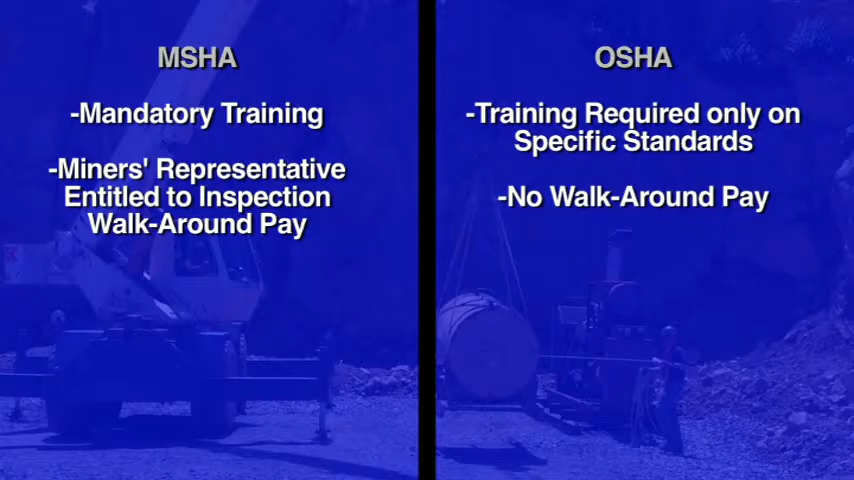 MSHA
-Mandatory Training
-Miners' Representative
Entitled to Inspection
Walk-Around Pay
OSHA
-Training Required only on
Specific Standards
-No Walk-Around Pay